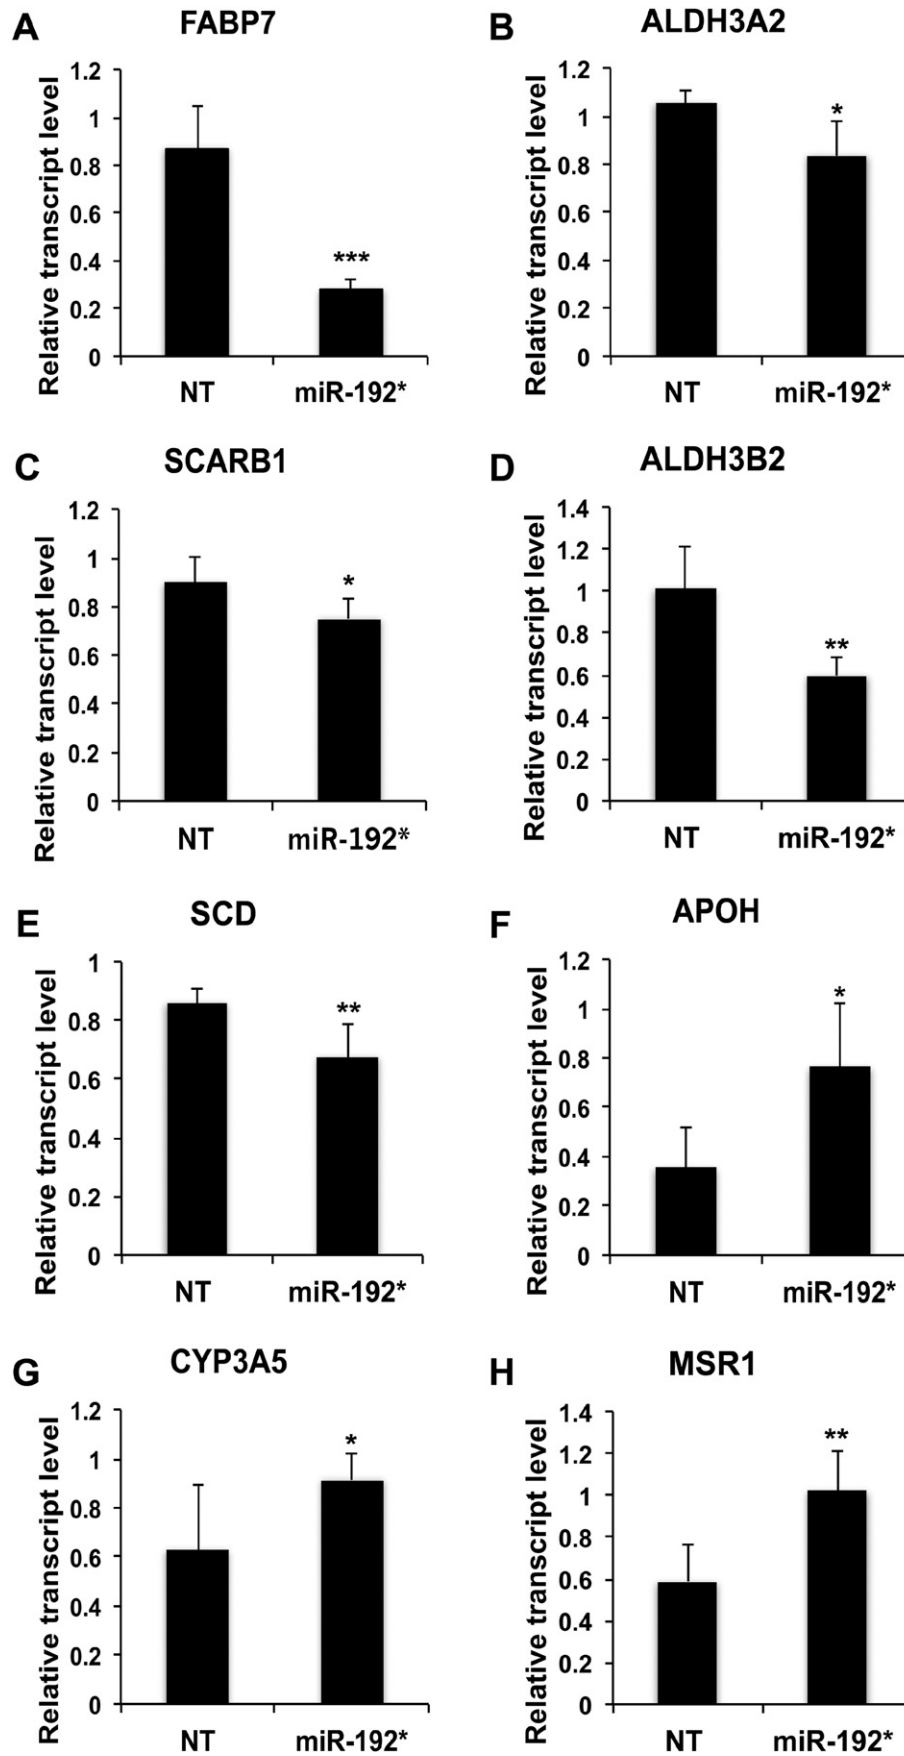 A
FABP7
Relative transcript level
1.2
1
0.8
0.6
0.4
0.2
0
***
NT
miR-192*
B
ALDH3A2
Relative transcript level
1.2
1
0.8
0.6
0.4
0.2
0
*
NT
miR-192*
C
SCARB1
Relative transcript level
1.2
1
0.8
0.6
0.4
0.2
0
*
NT
miR-192*
D
ALDH3B2
Relative transcript level
1.4
1.2
1
0.8
0.6
0.4
0.2
0
**
NT
miR-192*
E
SCD
Relative transcript level
1
0.8
0.6
0.4
0.2
0
**
NT
miR-192*
F
APOH
Relative transcript level
1.2
1
0.8
0.6
0.4
0.2
0
*
NT
miR-192*
G
CYP3A5
Relative transcript level
1.2
1
0.8
0.6
0.4
0.2
0
*
NT
miR-192*
H
MSR1
Relative transcript level
1.4
1.2
1
0.8
0.6
0.4
0.2
0
**
NT
miR-192*